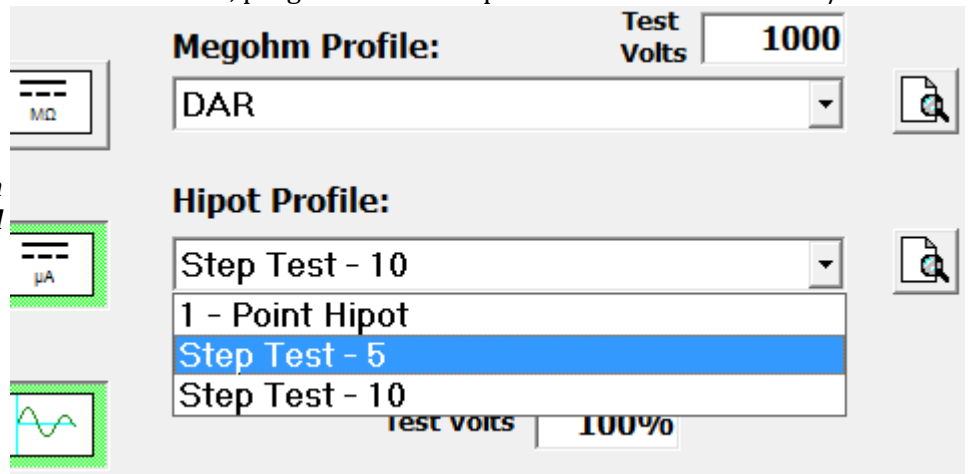 Megohm Profile:
Test
Volts
1000
MΩ
DAR
Hipot Profile:
µA
Step Test - 10
1 - Point Hipot
Step Test - 5
Step Test - 10
Test Volts
100%